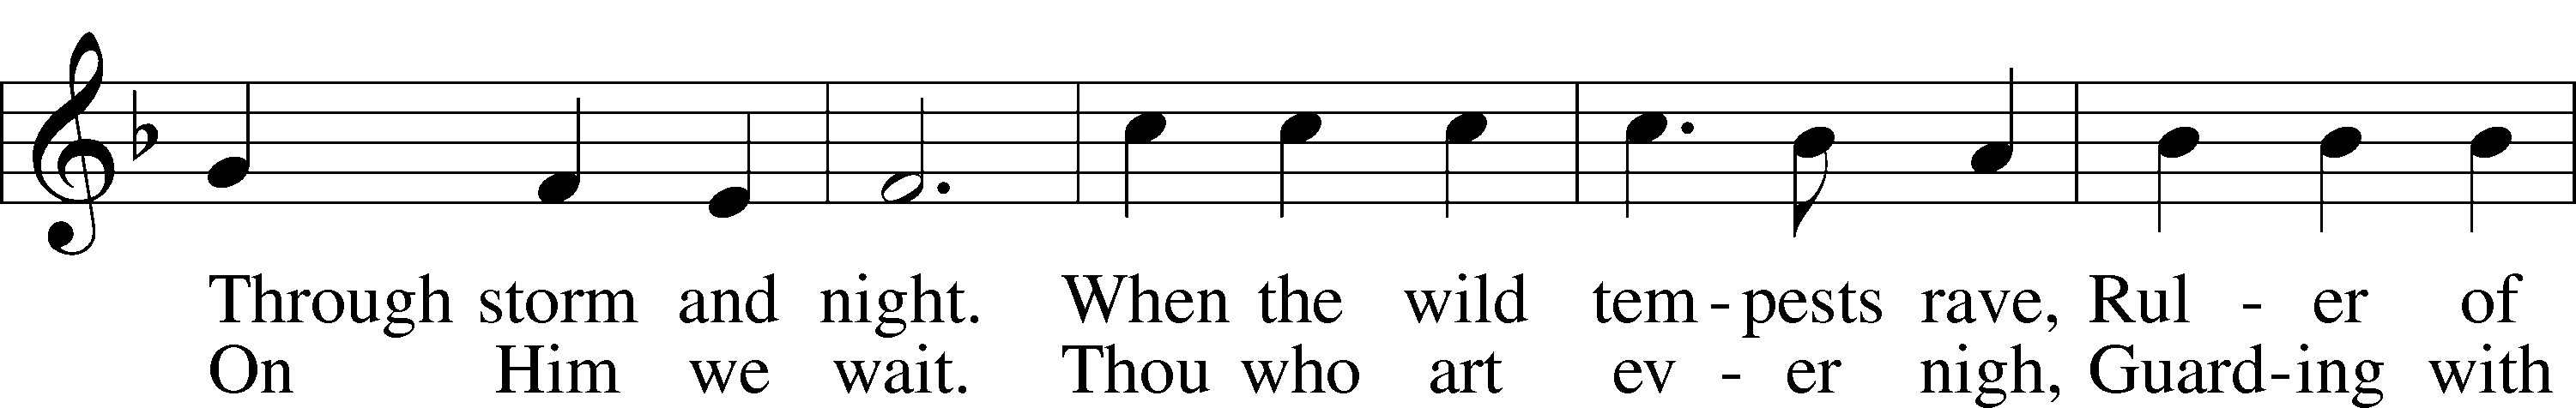 Through storm and night. When the wild tem - pests rave, Rul - er of
On Him we wait. Thou who art ev - er nigh, Guard - ing with